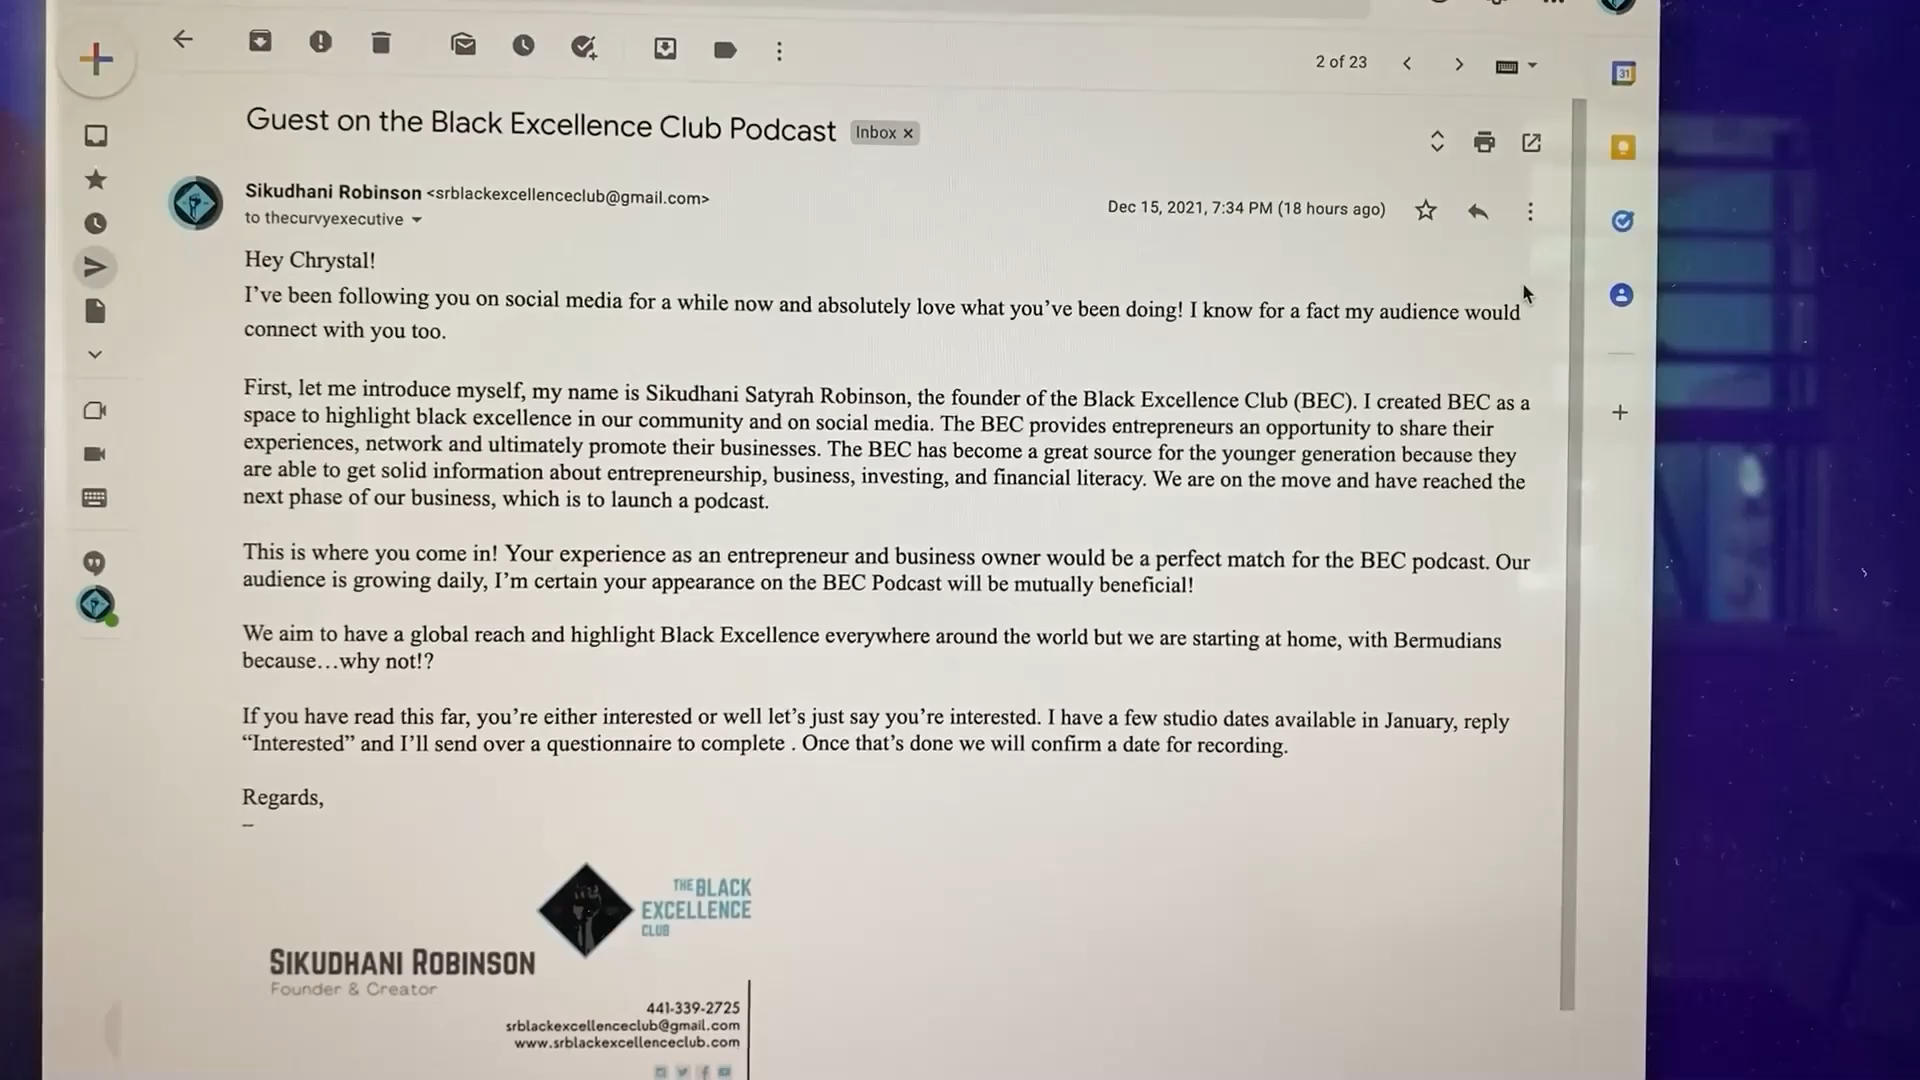 2 of 23
31
Guest on the Black Excellence Club Podcast Inbox ×
Sikudhani Robinson <srblackexcellenceclub@gmail.com>
Dec 15, 2021, 7:34 PM (18 hours ago)
to thecurvyexecutive
Hey Chrystal!
I've been following you on social media for a while now and absolutely love what you've been doing! I know for a fact my audience would
connect with you too.
First, let me introduce myself, my name is Sikudhani Satyrah Robinson, the founder of the Black Excellence Club (BEC). I created BEC as a
space to highlight black excellence in our community and on social media. The BEC provides entrepreneurs an opportunity to share their
experiences, network and ultimately promote their businesses. The BEC has become a great source for the younger generation because they
are able to get solid information about entrepreneurship, business, investing, and financial literacy. We are on the move and have reached the
next phase of our business, which is to launch a podcast.
This is where you come in! Your experience as an entrepreneur and business owner would be a perfect match for the BEC podcast. Our
audience is growing daily, I'm certain your appearance on the BEC Podcast will be mutually beneficial!
We aim to have a global reach and highlight Black Excellence everywhere around the world but we are starting at home, with Bermudians
because…why not!?
If you have read this far, you're either interested or well let's just say you're interested. I have a few studio dates available in January, reply
“Interested” and I'll send over a questionnaire to complete . Once that's done we will confirm a date for recording.
Regards,
–
THE BLACK
EXCELLENCE
CLUB
SIKUDHANI ROBINSON
Founder & Creator
441-339-2725
srblackexcellenceclub@gmail.com
www.srblackexcellenceclub.com